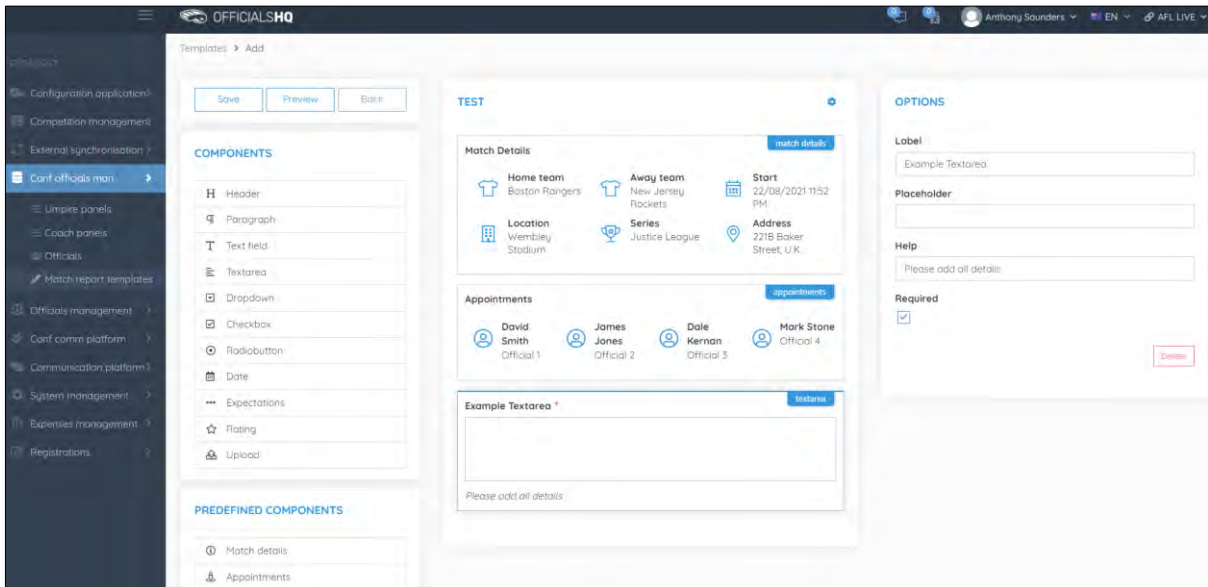 OFFICIALSHQ
Anthony Saunders
EN
AFL LIVE
Templates > Add
Configuration application
Competition management
External synchronisation
Conf officials man
Umpire panels
Coach panels
Officials
Match report templates
Officials management
Conf comm platform
Communication platform
System management
Expenses management
Registrations
Save
Preview
Back
COMPONENTS
H Header
Paragraph
T Text field
Textarea
Dropdown
Checkbox
Radiobutton
Date
Expectations
Rating
Upload
PREDEFINED COMPONENTS
Match details
Appointments
TEST
match details
Match Details
Home team
Boston Rangers
Away team
New Jersey
Rockets
Start
22/08/2021 11:52
PM
Location
Wembley
Stadium
Series
Justice League
Address
221B Baker
Street, U.K.
appointments
Appointments
David
Smith
Official 1
James
Jones
Official 2
Dale
Kernan
Official 3
Mark Stone
Official 4
textarea
Example Textarea *
Please add all details
OPTIONS
Label
Example Textarea
Placeholder
Help
Please add all details
Required
Delete